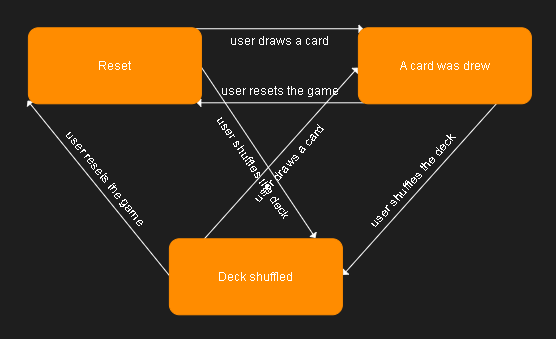 user draws a card
Reset
A card was drew
user resets the game
user shuffles the deck
user draws a card
user resets the game
user shuffles the deck
Deck shuffled